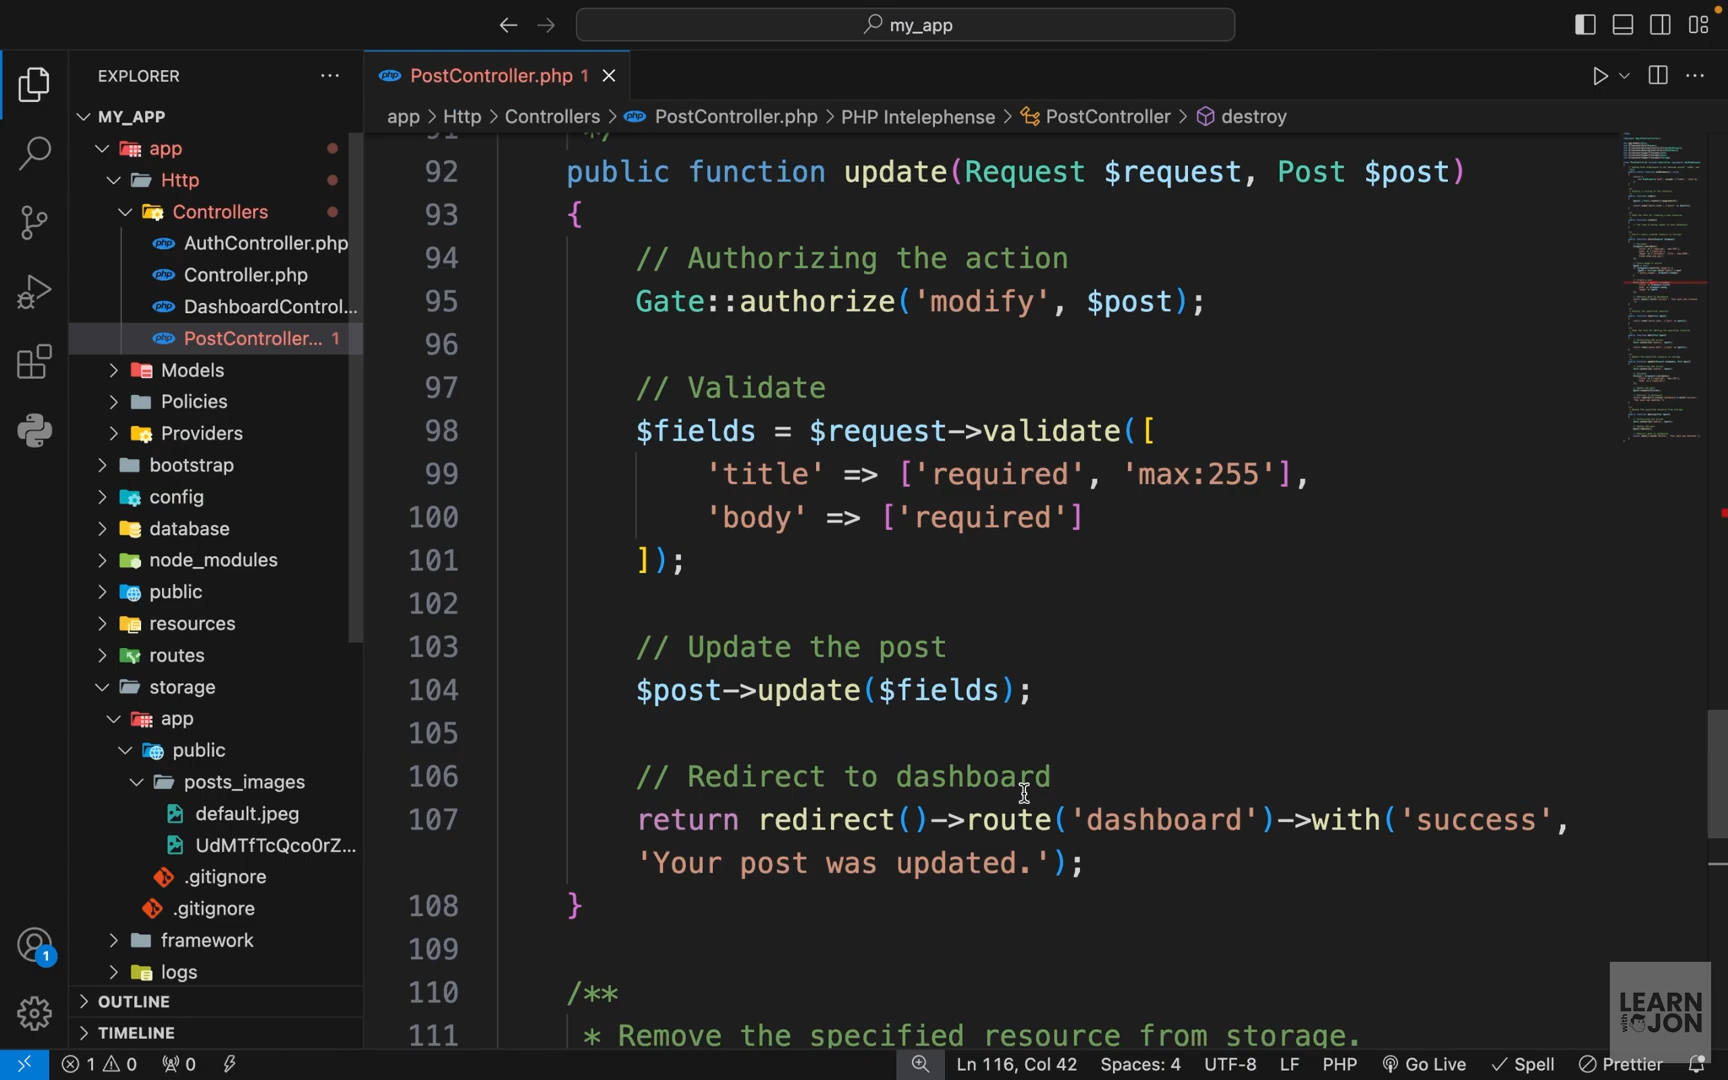 my_app
EXPLORER
PostController.php 1
MY_APP
app > Http > Controllers > PostController.php > PHP Intelephense > PostController > destroy
app
Http
Controllers
AuthController.php
Controller.php
DashboardControl...
PostController... 1
Models
Policies
Providers
bootstrap
config
database
node_modules
public
resources
routes
storage
app
public
posts_images
default.jpeg
UdMTfTcQco0rZ...
.gitignore
.gitignore
framework
logs
OUTLINE
TIMELINE
91 */
92 public function update(Request $request, Post $post)
93 {
94 // Authorizing the action
95 Gate::authorize('modify', $post);
96
97 // Validate
98 $fields = $request->validate([
99 'title' => ['required', 'max:255'],
100 'body' => ['required']
101 ]);
102
103 // Update the post
104 $post->update($fields);
105
106 // Redirect to dashboard
107 return redirect()->route('dashboard')->with('success',
'Your post was updated.');
108 }
109
110 /**
111 * Remove the specified resource from storage.
LEARN
with JON
1
1 0 0 Ln 116, Col 42 Spaces: 4 UTF-8 LF PHP Go Live Spell Prettier